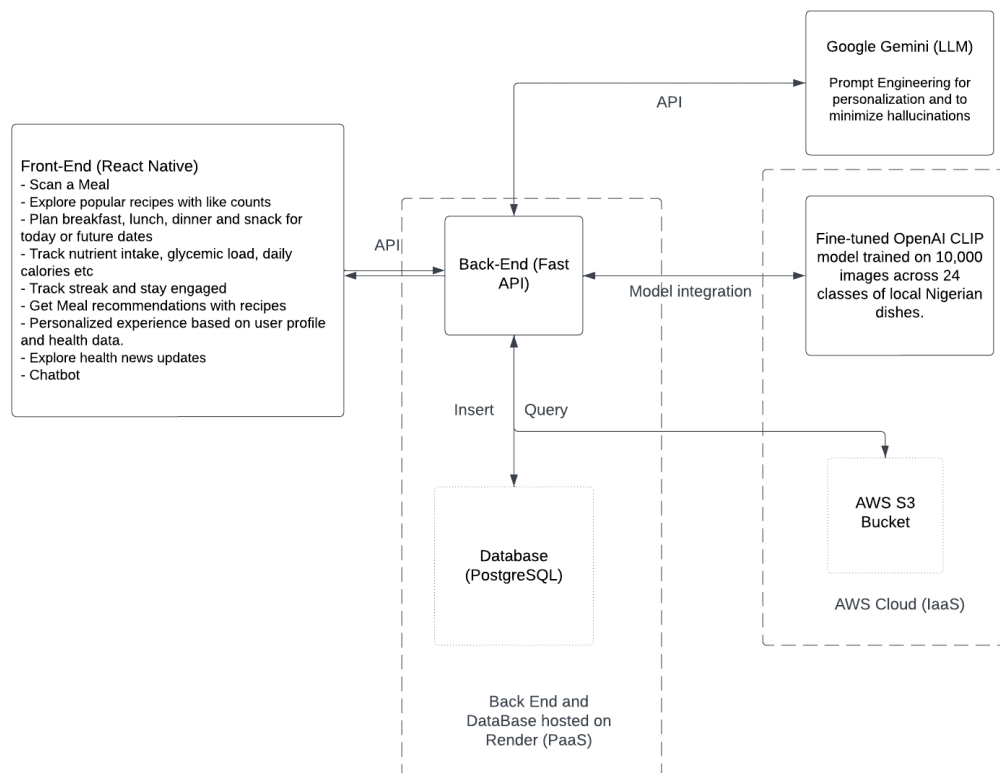 Google Gemini (LLM)
Prompt Engineering for
personalization and to
minimize hallucinations
API
Front-End (React Native)
- Scan a Meal
- Explore popular recipes with like counts
- Plan breakfast, lunch, dinner and snack for
today or future dates
- Track nutrient intake, glycemic load, daily
calories etc
- Track streak and stay engaged
- Get Meal recommendations with recipes
- Personalized experience based on user profile
and health data.
- Explore health news updates
- Chatbot
API
Back-End (Fast
API)
Model integration
Fine-tuned OpenAI CLIP
model trained on 10,000
images across 24
classes of local Nigerian
dishes.
Insert Query
AWS S3
Bucket
AWS Cloud (IaaS)
Database
(PostgreSQL)
Back End and
DataBase hosted on
Render (PaaS)